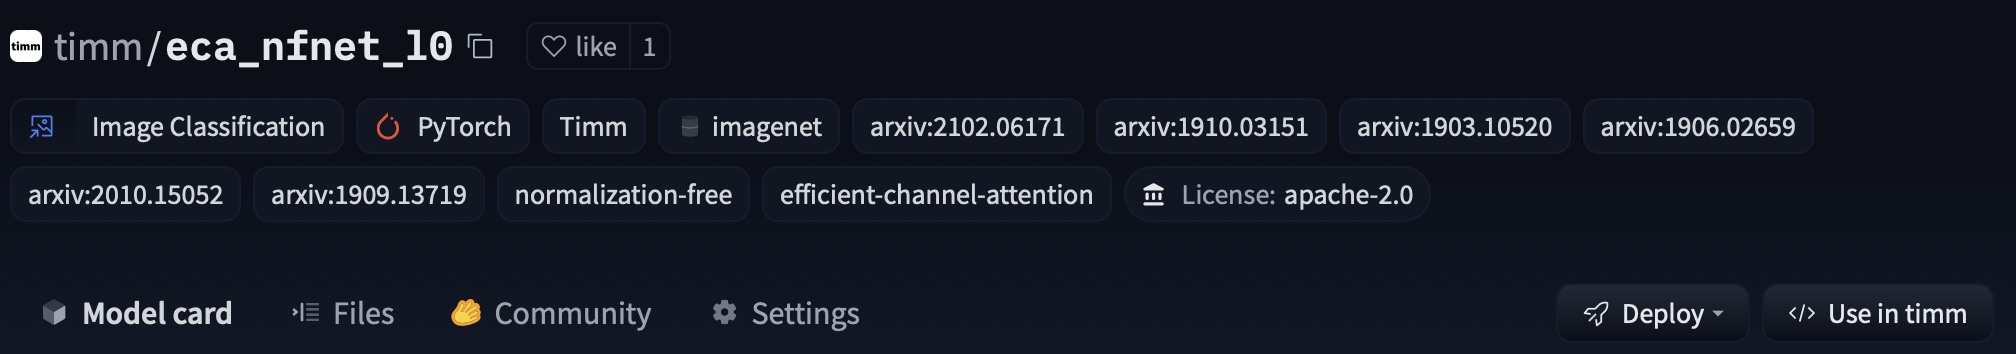 timm timm/eca_nfnet_l0 like 1
Image Classification PyTorch Timm imagenet arxiv:2102.06171 arxiv:1910.03151 arxiv:1903.10520 arxiv:1906.02659
arxiv:2010.15052 arxiv:1909.13719 normalization-free efficient-channel-attention License: apache-2.0
Model card Files Community Settings Deploy </> Use in timm